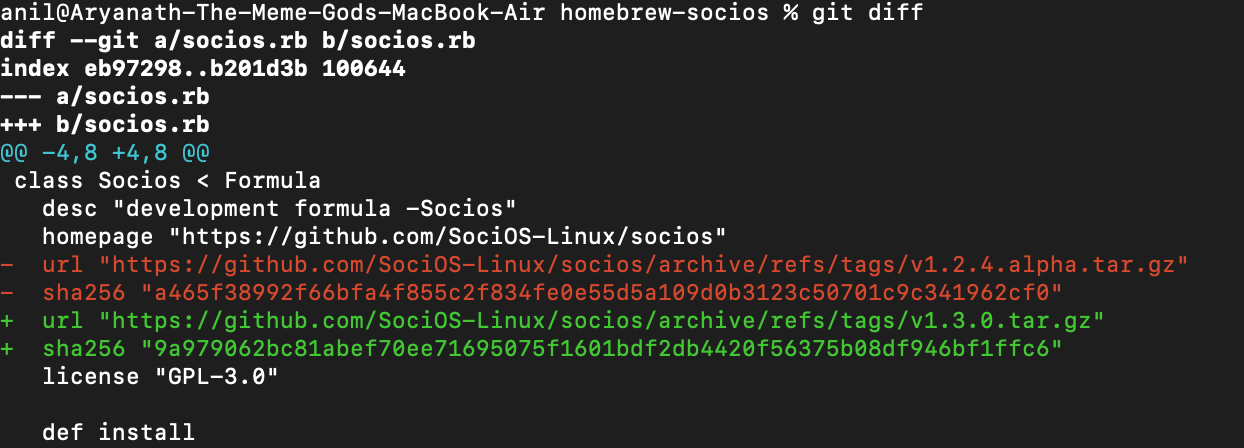 anil@Aryanath-The-Meme-Gods-MacBook-Air homebrew-socios % git diff
diff --git a/socios.rb b/socios.rb
index eb97298..b201d3b 100644
--- a/socios.rb
+++ b/socios.rb
@@ -4,8 +4,8 @@
 class Socios < Formula
   desc "development formula -Socios"
   homepage "https://github.com/SociOS-Linux/socios"
-  url "https://github.com/SociOS-Linux/socios/archive/refs/tags/v1.2.4.alpha.tar.gz"
-  sha256 "a465f38992f66bfa4f855c2f834fe0e55d5a109d0b3123c50701c9c341962cf0"
+  url "https://github.com/SociOS-Linux/socios/archive/refs/tags/v1.3.0.tar.gz"
+  sha256 "9a979062bc81abef70ee71695075f1601bdf2db4420f56375b08df946bf1ffc6"
   license "GPL-3.0"
   def install